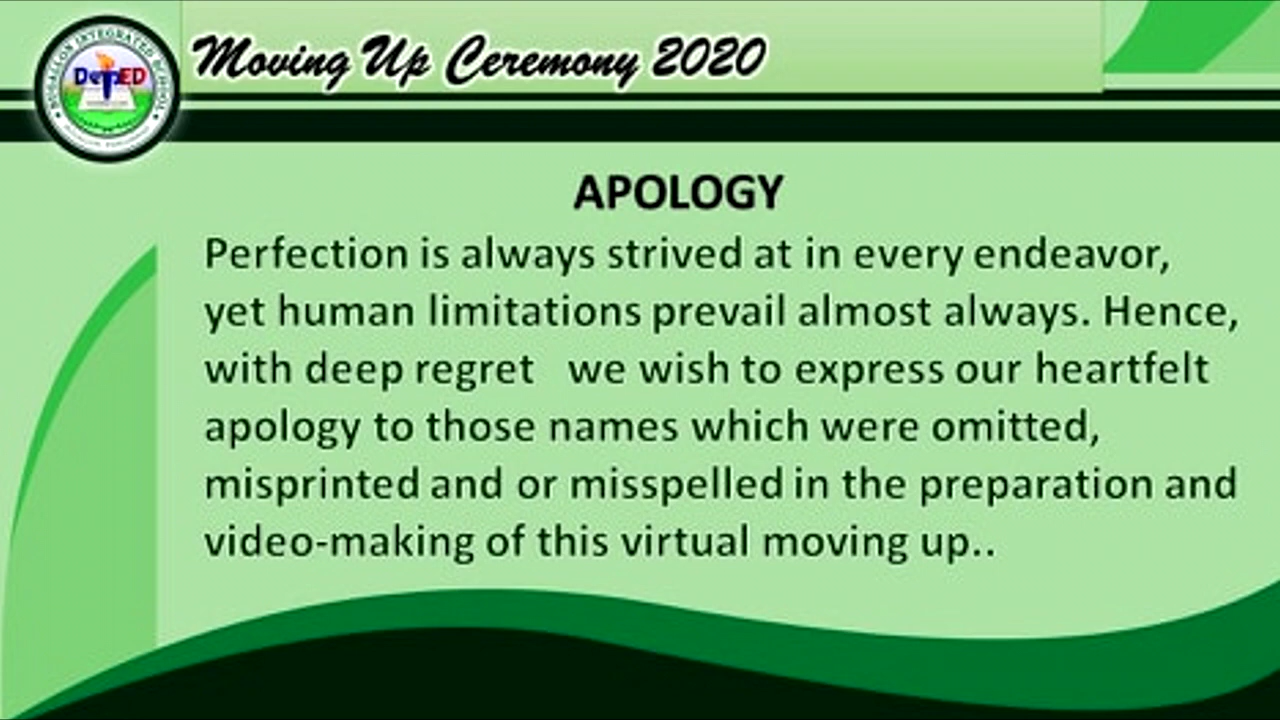 Moving Up Ceremony 2020
INTEGRATED SCHOOL
DepED
APOLOGY
Perfection is always strived at in every endeavor,
yet human limitations prevail almost always. Hence,
with deep regret we wish to express our heartfelt
apology to those names which were omitted,
misprinted and or misspelled in the preparation and
video-making of this virtual moving up..